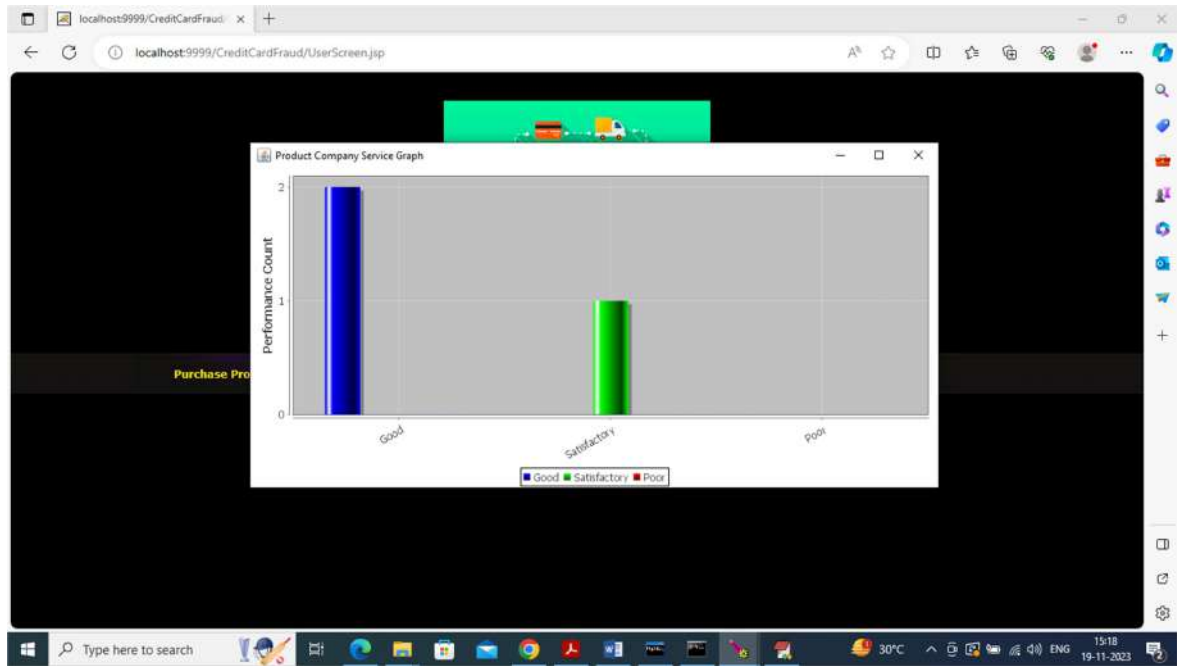 localhost:9999/CreditCardFraud/
localhost:9999/CreditCardFraud/UserScreen.jsp
Product Company Service Graph
Performance Count
2
1
0
Good
Satisfactory
Poor
Good Satisfactory Poor
Purchase Pro
Type here to search
30°C
ENG
15:18
19-11-2023